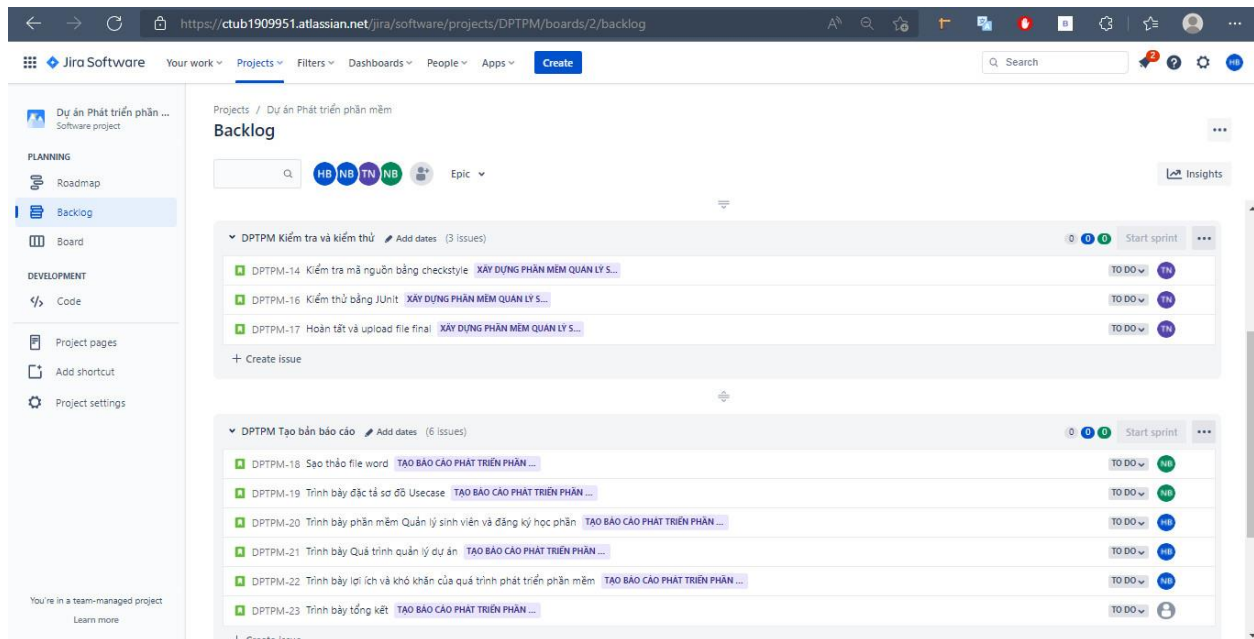 https://ctub1909951.atlassian.net/jira/software/projects/DPTPM/boards/2/backlog
Jira Software Your work Projects Filters Dashboards People Apps Create Search 2 HB
Dự án Phát triển phần ...
Software project
PLANNING
Roadmap
Backlog
Board
DEVELOPMENT
Code
Project pages
Add shortcut
Project settings
You're in a team-managed project
Learn more
Projects / Dự án Phát triển phần mềm
Backlog
HB NB TN NB Epic Insights
DPTPM Kiểm tra và kiểm thử Add dates (3 issues) 0 0 0 Start sprint
DPTPM-14 Kiểm tra mã nguồn bằng checkstyle XÂY DỰNG PHẦN MỀM QUẢN LÝ S... TO DO TN
DPTPM-16 Kiểm thử bằng JUnit XÂY DỰNG PHẦN MỀM QUẢN LÝ S... TO DO TN
DPTPM-17 Hoàn tất và upload file final XÂY DỰNG PHẦN MỀM QUẢN LÝ S... TO DO TN
+ Create issue
DPTPM Tạo bản báo cáo Add dates (6 issues) 0 0 0 Start sprint
DPTPM-18 Sao thảo file word TẠO BÁO CÁO PHÁT TRIỂN PHẦN ... TO DO NB
DPTPM-19 Trình bày đặc tả sơ đồ Usecase TẠO BÁO CÁO PHÁT TRIỂN PHẦN ... TO DO NB
DPTPM-20 Trình bày phần mềm Quản lý sinh viên và đăng ký học phần TẠO BÁO CÁO PHÁT TRIỂN PHẦN ... TO DO HB
DPTPM-21 Trình bày Quá trình quản lý dự án TẠO BÁO CÁO PHÁT TRIỂN PHẦN ... TO DO HB
DPTPM-22 Trình bày lợi ích và khó khăn của quá trình phát triển phần mềm TẠO BÁO CÁO PHÁT TRIỂN PHẦN ... TO DO NB
DPTPM-23 Trình bày tổng kết TẠO BÁO CÁO PHÁT TRIỂN PHẦN ... TO DO
+ Create issue